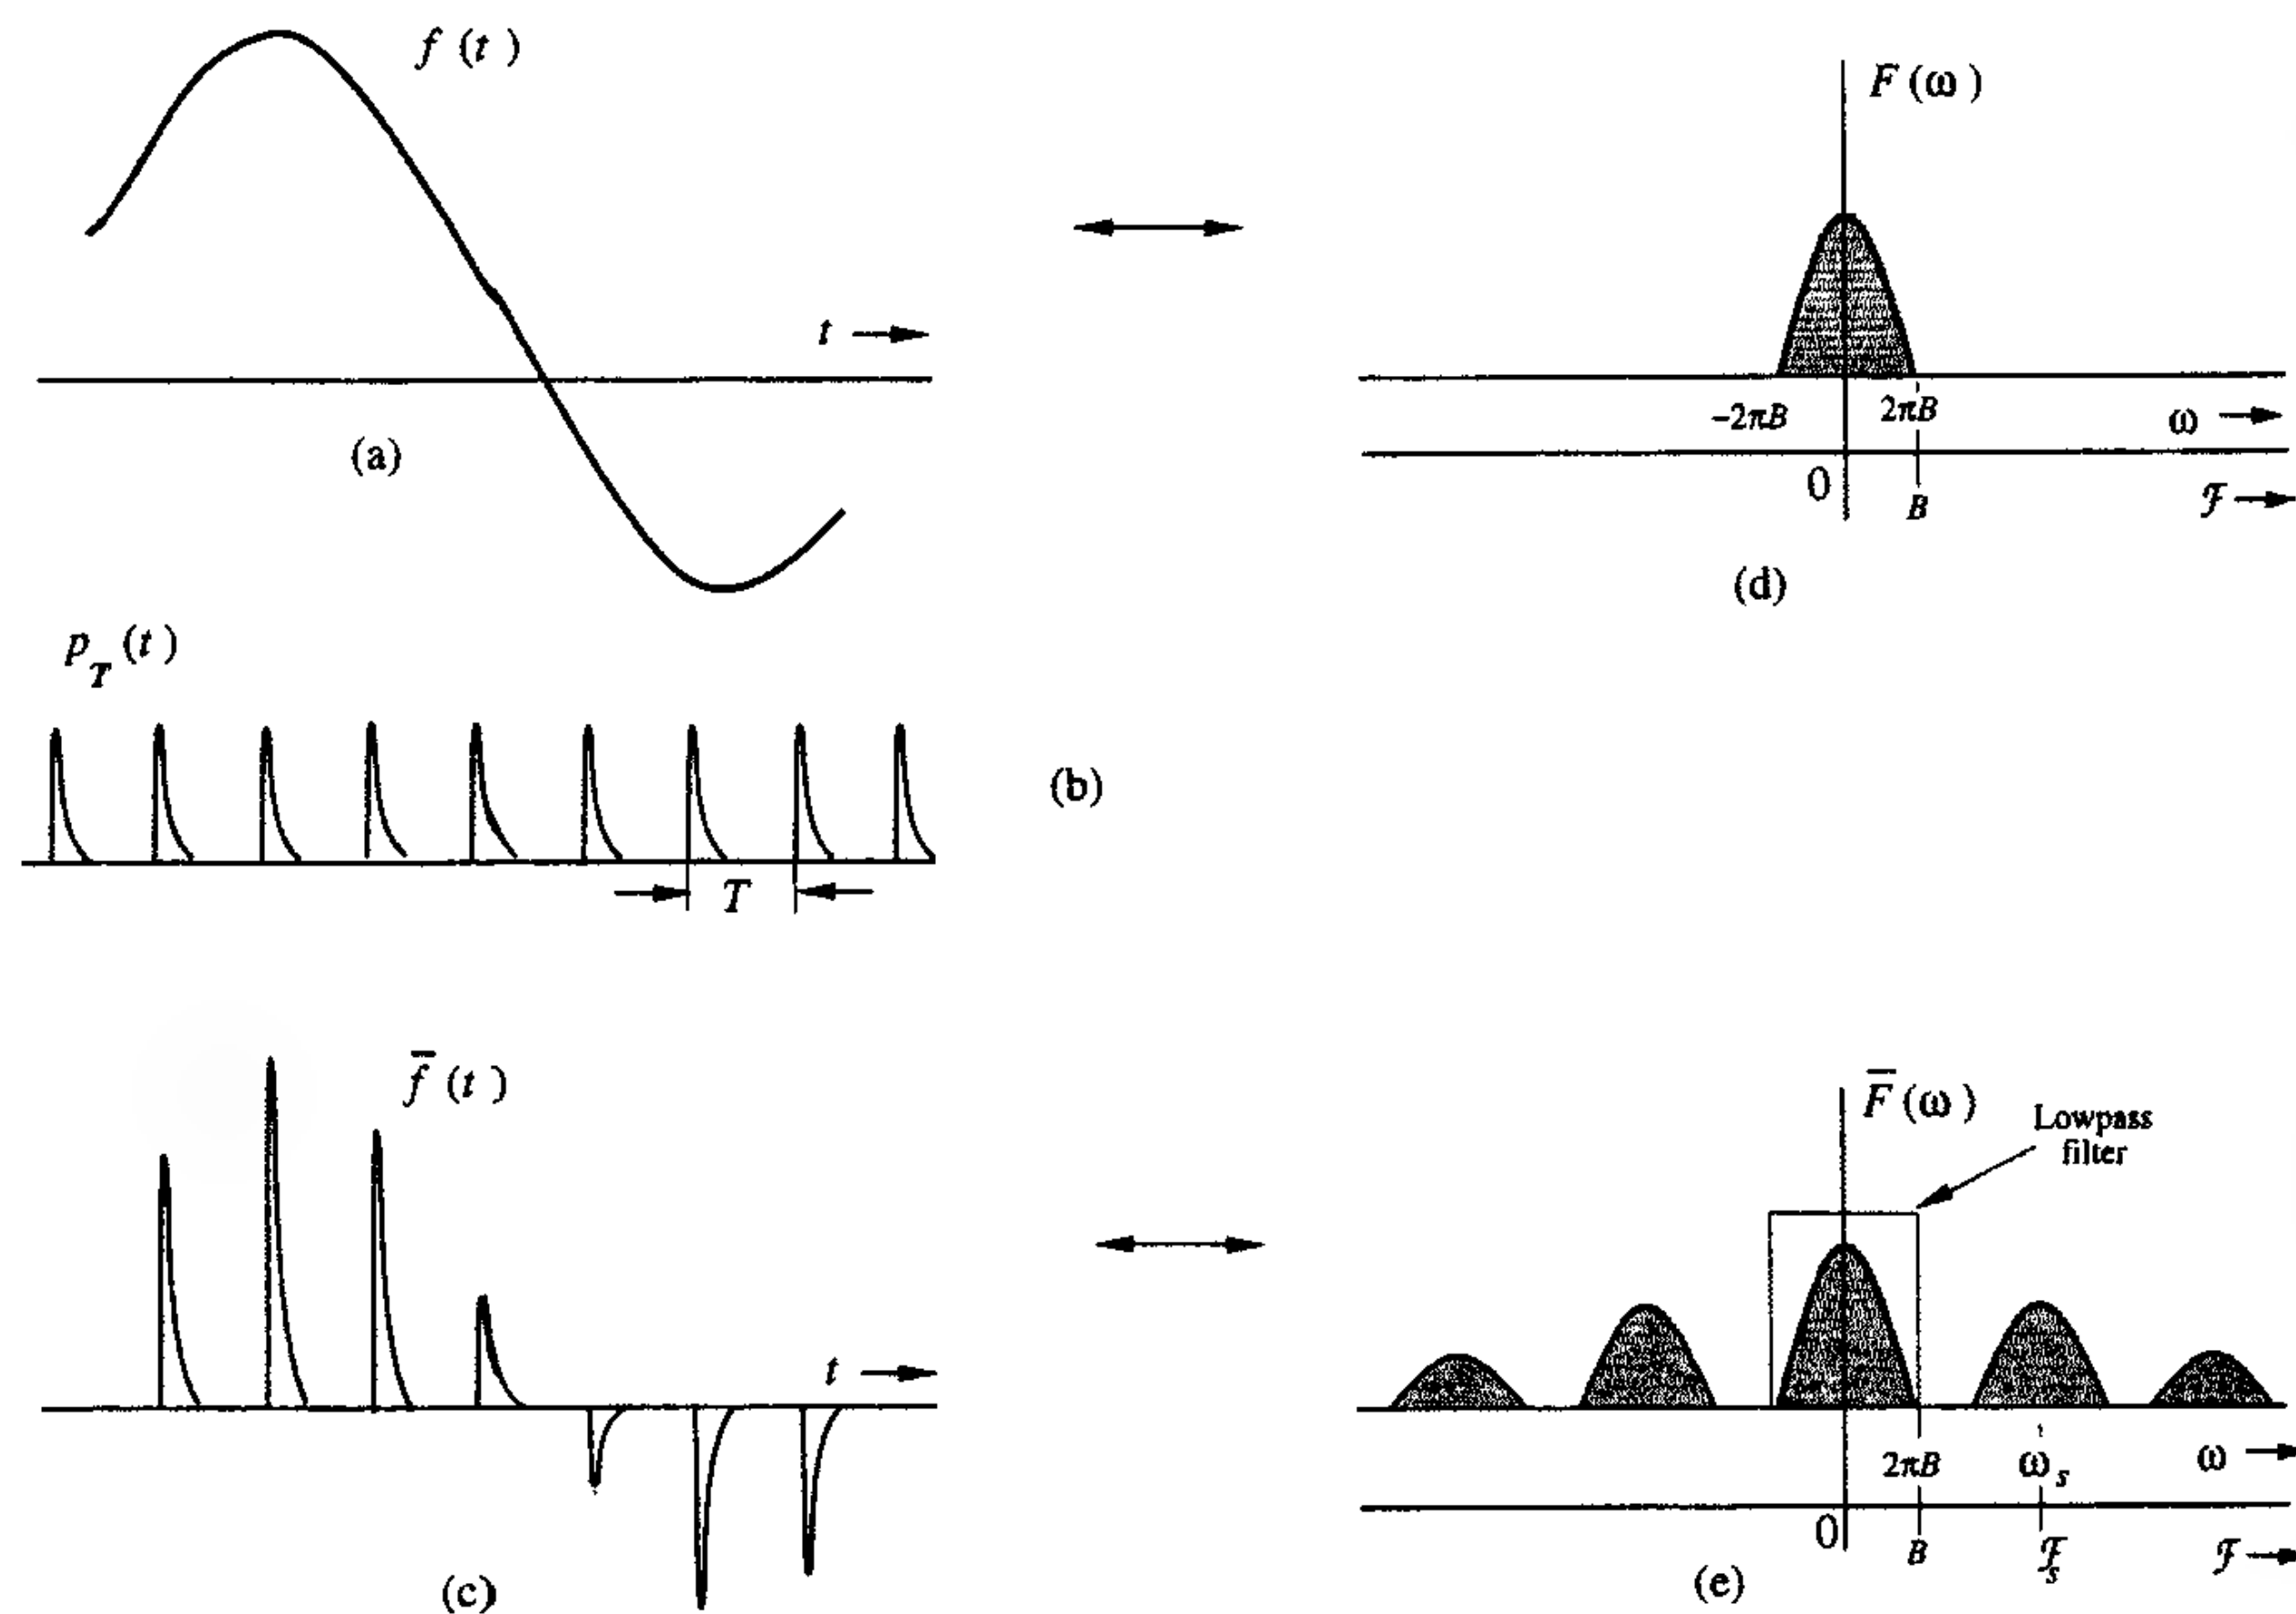 f (t)
t
(a)
F (ω)
−2πB
2πB
ω
0
B
ℱ
(d)
p_T (t)
T
(b)
f̅ (t)
t
(c)
F̅ (ω)
Lowpass
filter
2πB
ω_s
ω
0
B
ℱ_s
ℱ
(e)